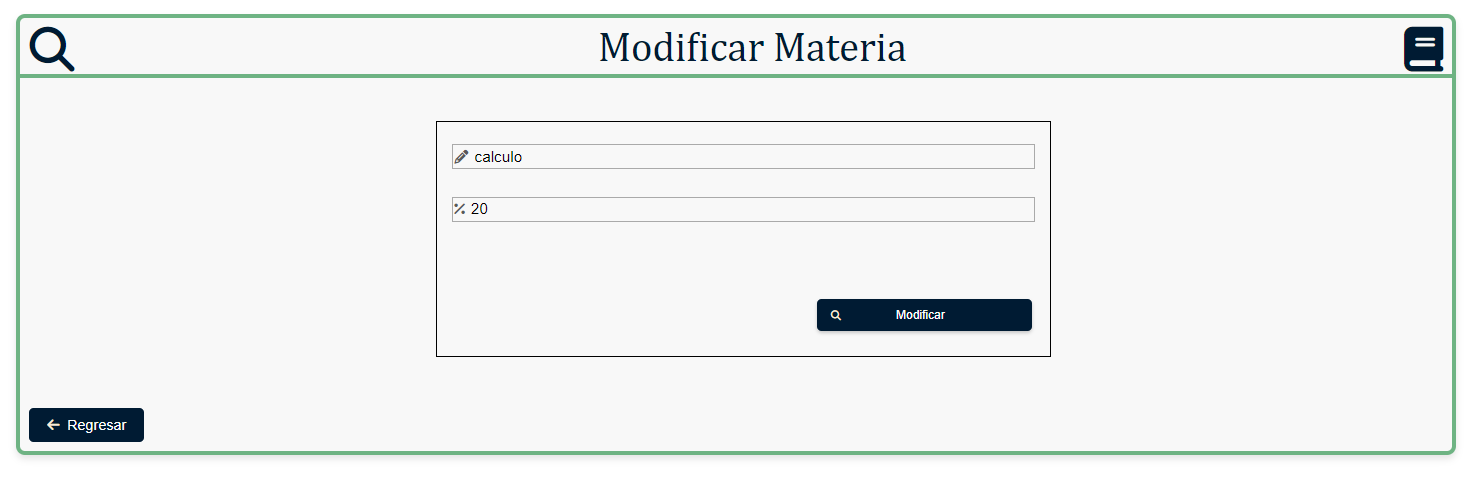 Modificar Materia
calculo
20
Modificar
Regresar